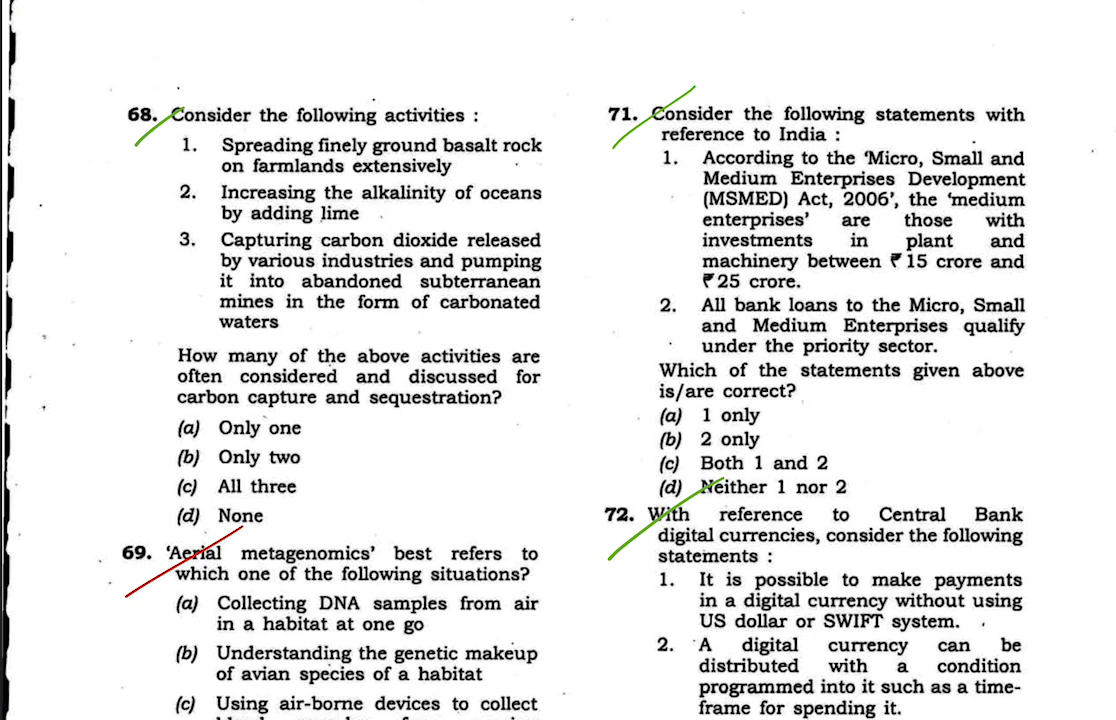 68. Consider the following activities :
1. Spreading finely ground basalt rock
on farmlands extensively
2. Increasing the alkalinity of oceans
by adding lime
3. Capturing carbon dioxide released
by various industries and pumping
it into abandoned subterranean
mines in the form of carbonated
waters
How many of the above activities are
often considered and discussed for
carbon capture and sequestration?
(a) Only one
(b) Only two
(c) All three
(d) None
69. 'Aerial metagenomics' best refers to
which one of the following situations?
(a) Collecting DNA samples from air
in a habitat at one go
(b) Understanding the genetic makeup
of avian species of a habitat
(c) Using air-borne devices to collect
71. Consider the following statements with
reference to India :
1. According to the 'Micro, Small and
Medium Enterprises Development
(MSMED) Act, 2006', the 'medium
enterprises' are those with
investments in plant and
machinery between ₹ 15 crore and
₹ 25 crore.
2. All bank loans to the Micro, Small
and Medium Enterprises qualify
under the priority sector.
Which of the statements given above
is/are correct?
(a) 1 only
(b) 2 only
(c) Both 1 and 2
(d) Neither 1 nor 2
72. With reference to Central Bank
digital currencies, consider the following
statements :
1. It is possible to make payments
in a digital currency without using
US dollar or SWIFT system.
2. A digital currency can be
distributed with a condition
programmed into it such as a time-
frame for spending it.